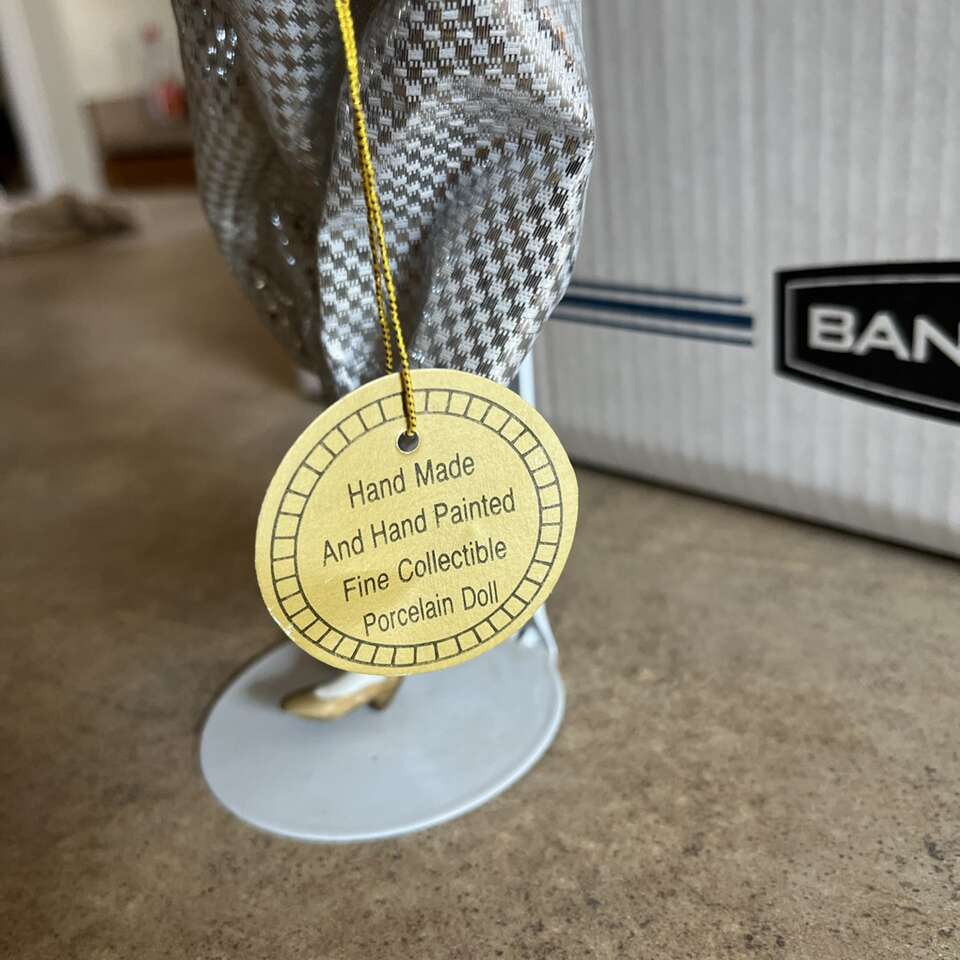 Hand Made
And Hand Painted
Fine Collectible
Porcelain Doll
BAN